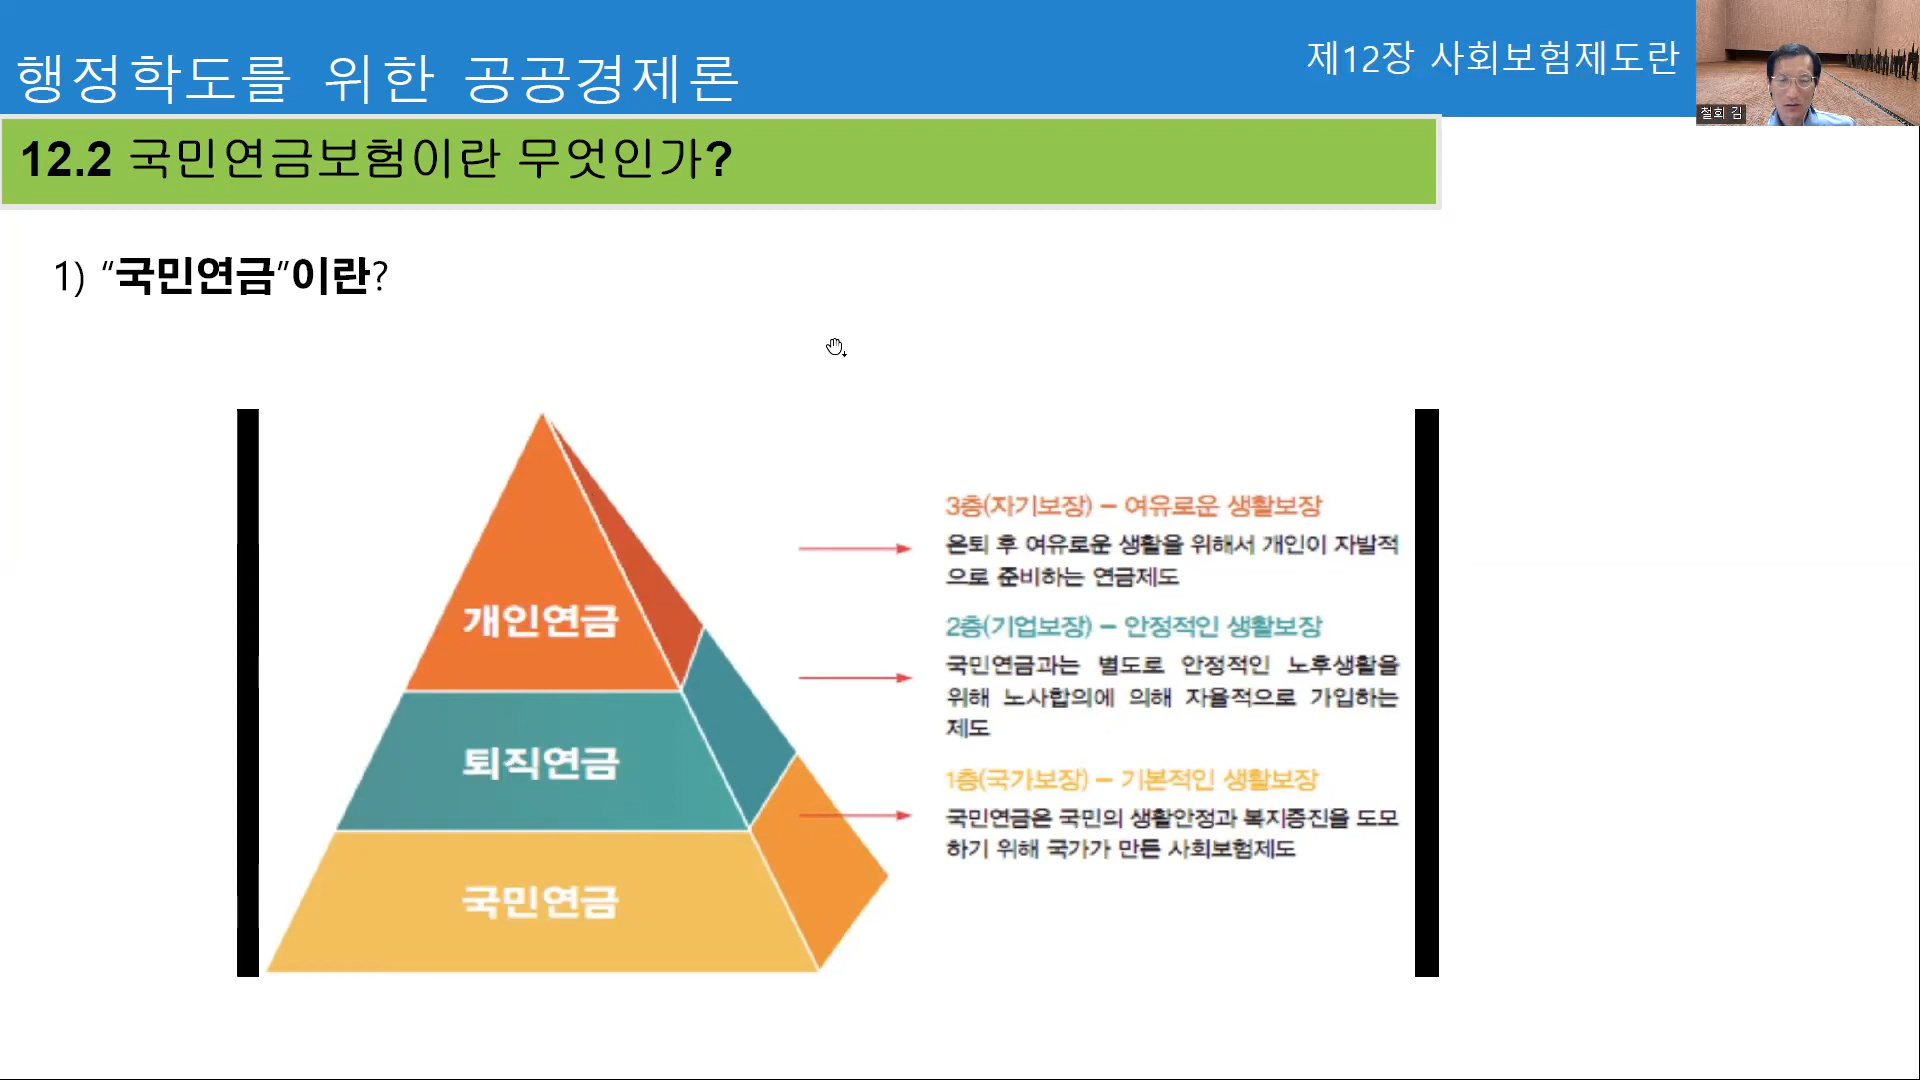 행정학도를 위한 공공경제론
제12장 사회보험제도란
철희 김
12.2 국민연금보험이란 무엇인가?
1) “국민연금”이란?
개인연금
퇴직연금
국민연금
3층(자기보장) – 여유로운 생활보장
은퇴 후 여유로운 생활을 위해서 개인이 자발적
으로 준비하는 연금제도
2층(기업보장) – 안정적인 생활보장
국민연금과는 별도로 안정적인 노후생활을
위해 노사합의에 의해 자율적으로 가입하는
제도
1층(국가보장) – 기본적인 생활보장
국민연금은 국민의 생활안정과 복지증진을 도모
하기 위해 국가가 만든 사회보험제도